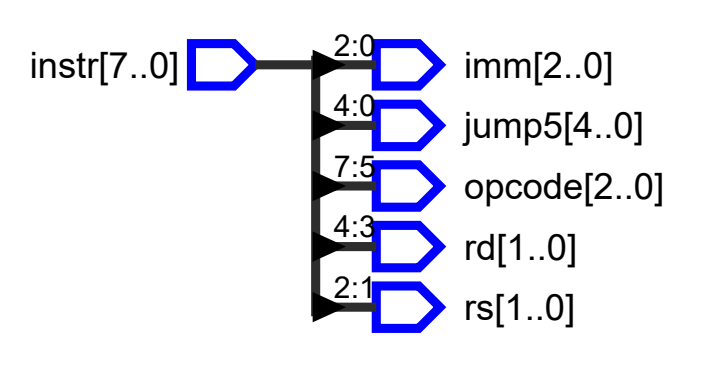 instr[7..0] 2:0 imm[2..0]
4:0 jump5[4..0]
7:5 opcode[2..0]
4:3 rd[1..0]
2:1 rs[1..0]